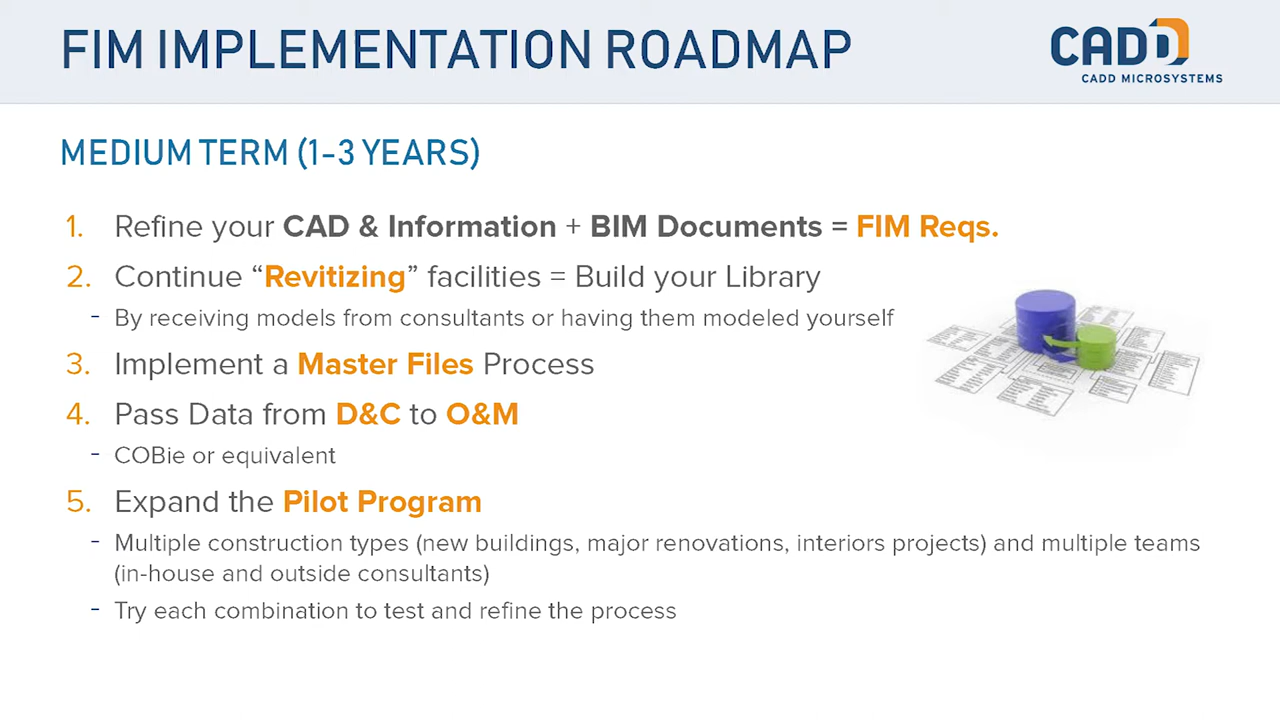 FIM IMPLEMENTATION ROADMAP
CADD
CADD MICROSYSTEMS
MEDIUM TERM (1-3 YEARS)
1. Refine your CAD & Information + BIM Documents = FIM Reqs.
2. Continue “Revitizing” facilities = Build your Library
- By receiving models from consultants or having them modeled yourself
3. Implement a Master Files Process
4. Pass Data from D&C to O&M
- COBie or equivalent
5. Expand the Pilot Program
- Multiple construction types (new buildings, major renovations, interiors projects) and multiple teams
(in-house and outside consultants)
- Try each combination to test and refine the process